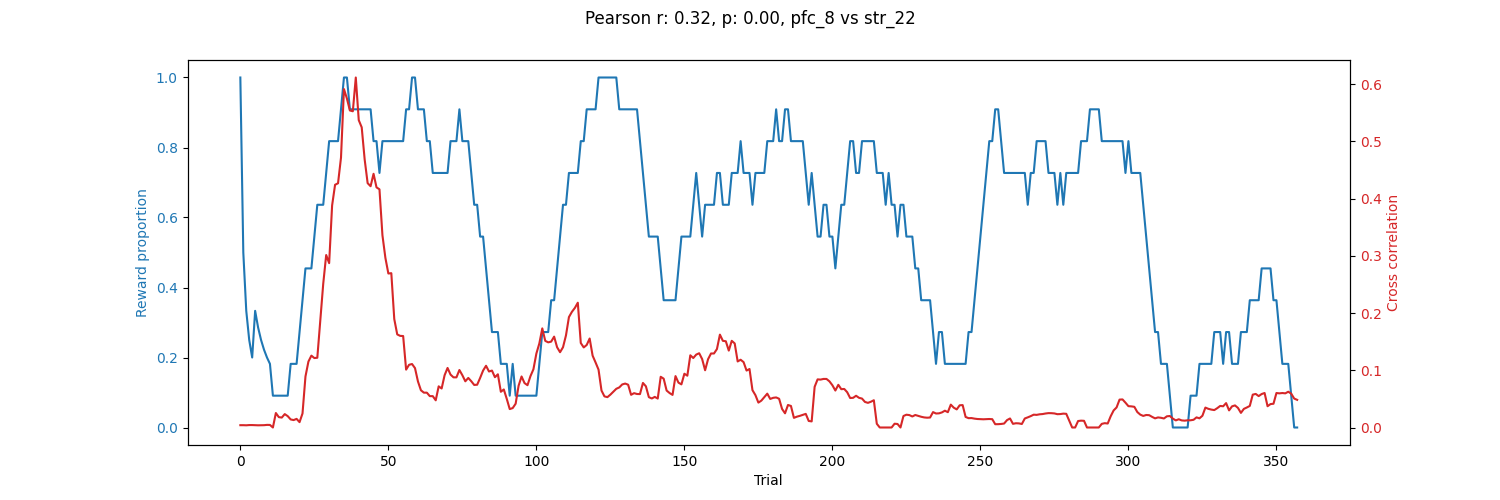 Pearson r: 0.32, p: 0.00, pfc_8 vs str_22
1.0
0.8
0.6
0.4
0.2
0.0
Reward proportion
0.6
0.5
0.4
0.3
0.2
0.1
0.0
Cross correlation
0 50 100 150 200 250 300 350
Trial